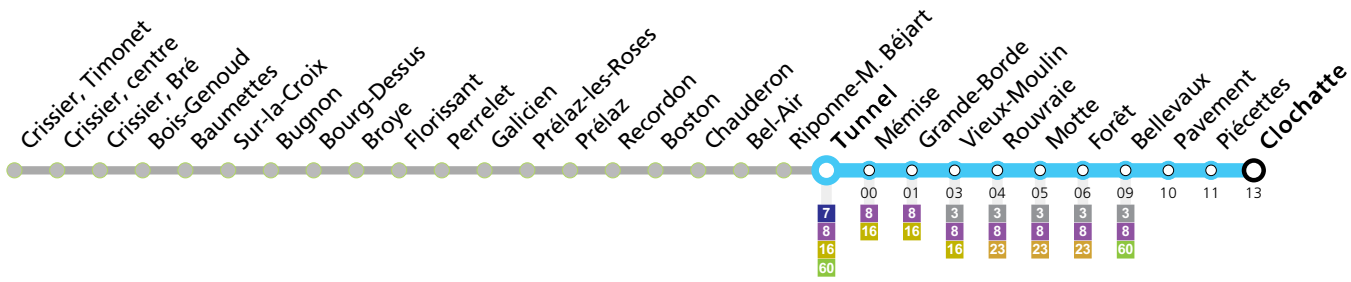 Crissier, Timonet
Crissier, centre
Crissier, Bré
Bois-Genoud
Baumettes
Sur-la-Croix
Bugnon
Bourg-Dessus
Broye
Florissant
Perrelet
Galicien
Prélaz-les-Roses
Prélaz
Recordon
Boston
Chauderon
Bel-Air
Riponne-M. Béjart
Tunnel
Mémise
Grande-Borde
Vieux-Moulin
Rouvraie
Motte
Forêt
Bellevaux
Pavement
Piécettes
Clochatte
00 01 03 04 05 06 09 10 11 13
7 8 8 3 3 3 3 3
8 16 16 8 8 8 8 8
16 16 23 23 23 60
60